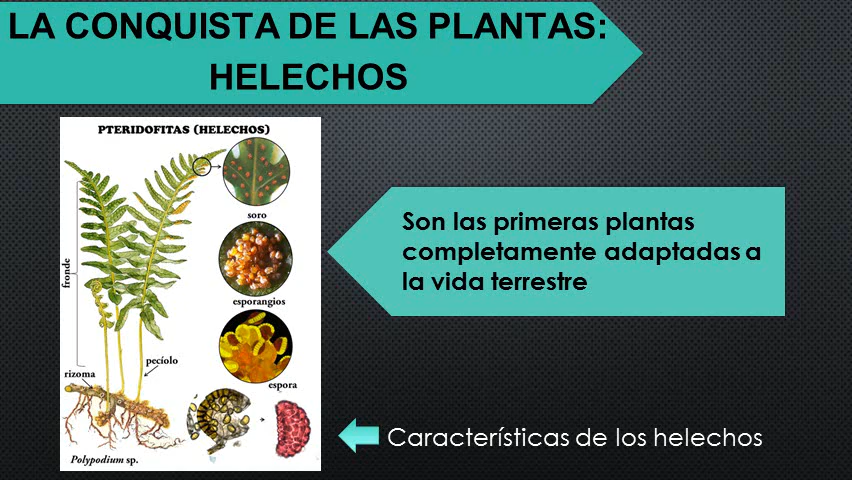 LA CONQUISTA DE LAS PLANTAS:
HELECHOS
PTERIDOFITAS (HELECHOS)
soro
fronde
esporangios
pecíolo
rizoma
espora
Polypodium sp.
Son las primeras plantas
completamente adaptadas a
la vida terrestre
Características de los helechos